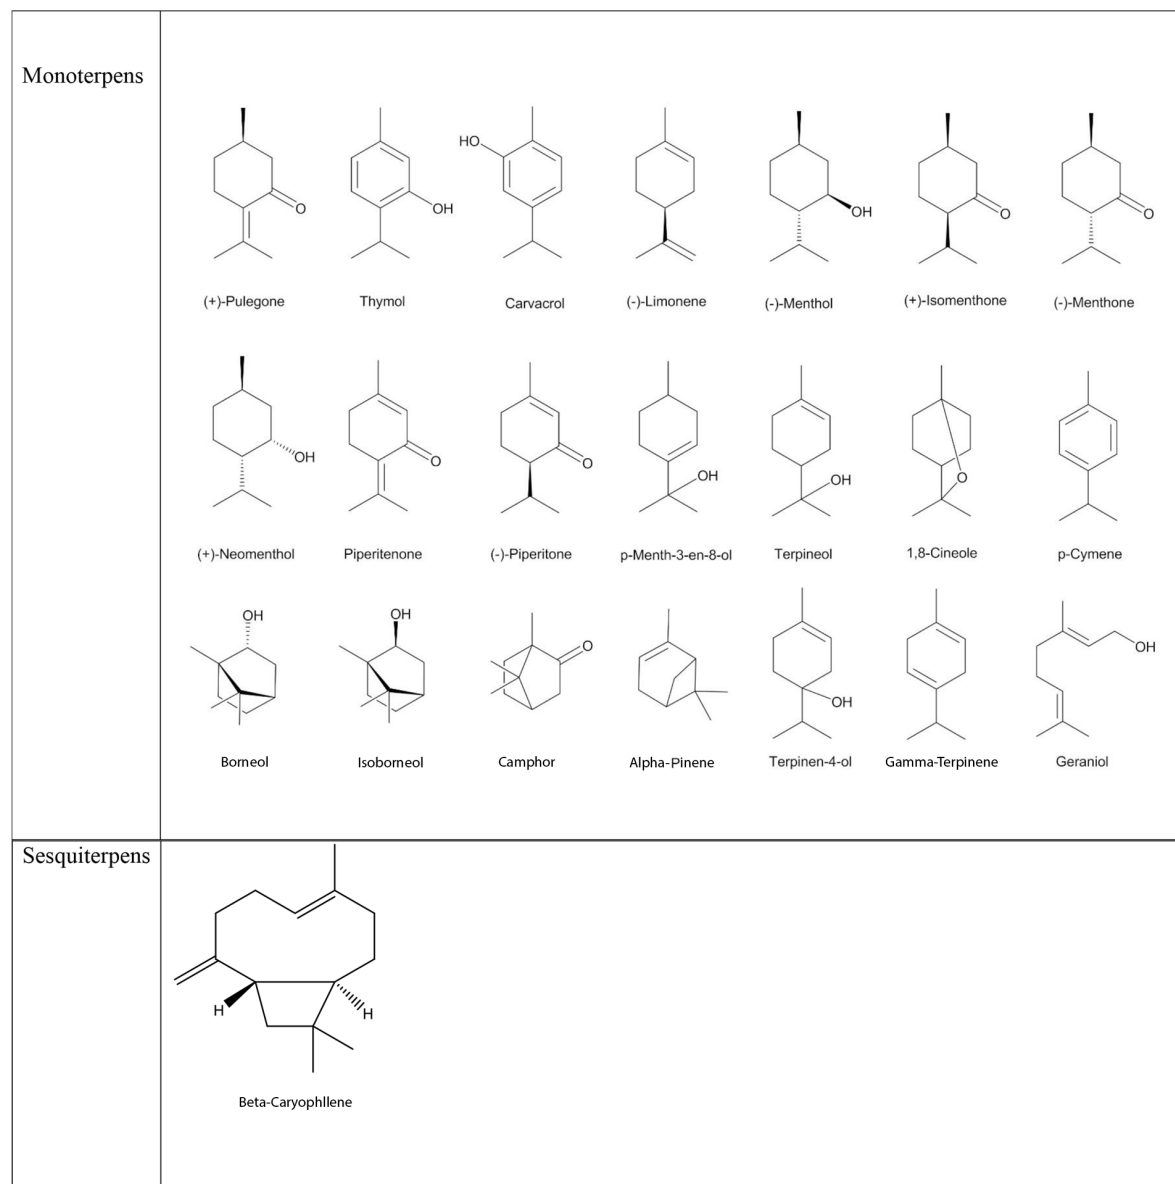 Monoterpens
HO
O
OH
OH
O
O
(+)-Pulegone
Thymol
Carvacrol
(-)-Limonene
(-)-Menthol
(+)-Isomenthone
(-)-Menthone
OH
O
O
OH
OH
O
(+)-Neomenthol
Piperitenone
(-)-Piperitone
p-Menth-3-en-8-ol
Terpineol
1,8-Cineole
p-Cymene
OH
OH
O
OH
OH
Borneol
Isoborneol
Camphor
Alpha-Pinene
Terpinen-4-ol
Gamma-Terpinene
Geraniol
Sesquiterpens
H
H
Beta-Caryophllene